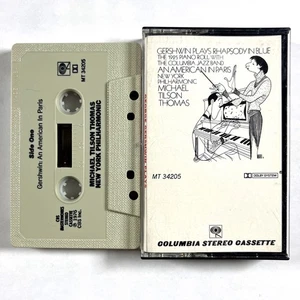 GERSHWIN PLAYS RHAPSODY IN BLUE
THE 1925 PIANO ROLL WITH
THE COLUMBIA JAZZ BAND
AN AMERICAN IN PARIS
NEW YORK
PHILHARMONIC
MICHAEL
TILSON
THOMAS
MT 34205
DOLBY SYSTEM
COLUMBIA STEREO CASSETTE
MT 34205
Side One
Gershwin: An American In Paris
MICHAEL TILSON THOMAS
NEW YORK PHILHARMONIC
CBS Inc.